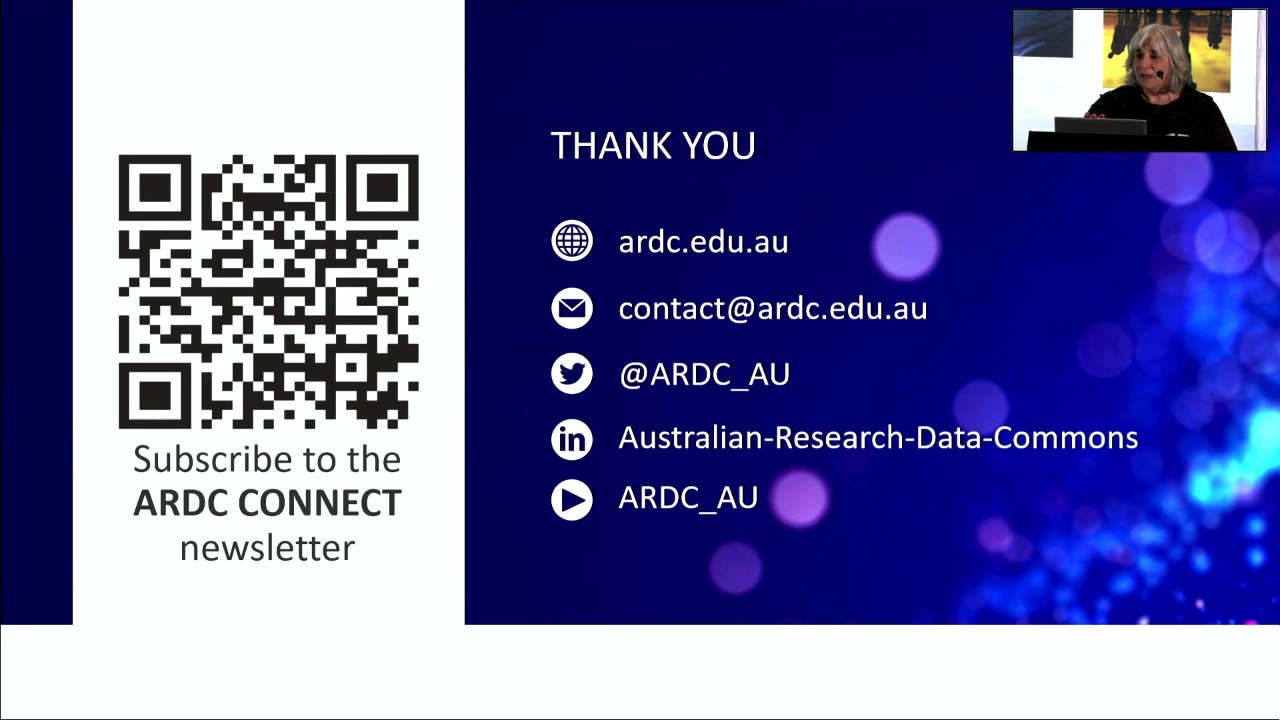 Subscribe to the
ARDC CONNECT
newsletter
THANK YOU
ardc.edu.au
contact@ardc.edu.au
@ARDC_AU
in Australian-Research-Data-Commons
ARDC_AU